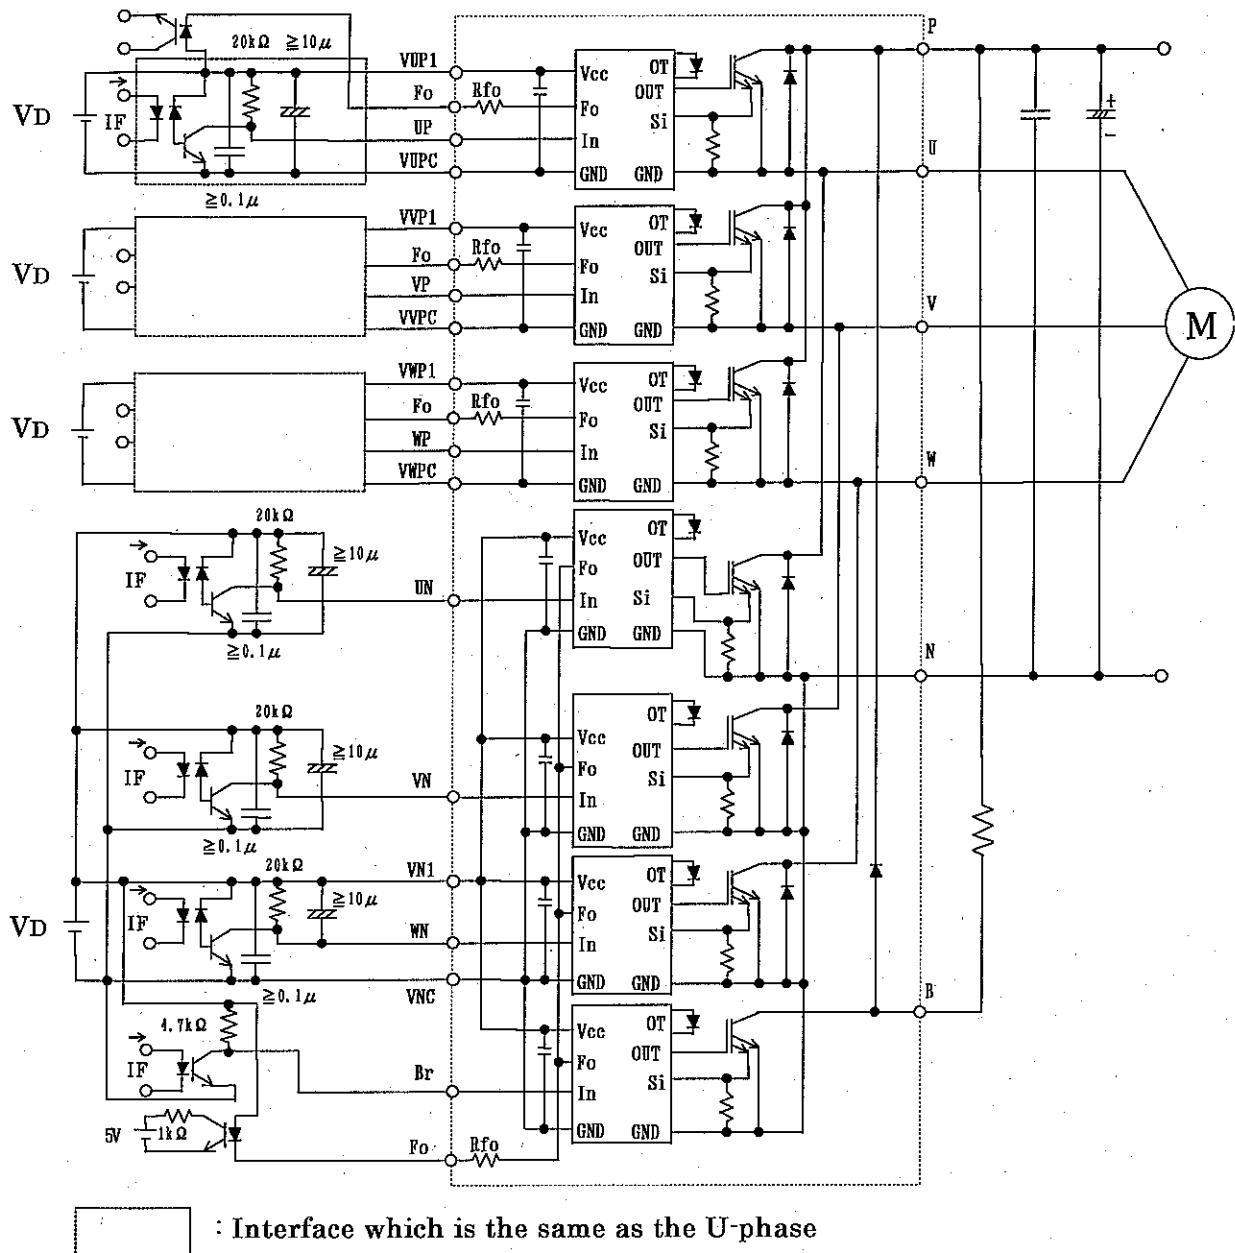 20kΩ ≧10μ
VUP1
Fo
UP
VUPC
VD
IF
≧0.1μ
Rfo
Vcc
Fo
In
GND
OT
OUT
Si
GND
P
U
+
-
VVP1
Fo
VP
VVPC
VD
Rfo
Vcc
Fo
In
GND
OT
OUT
Si
GND
V
M
VWP1
Fo
WP
VWPC
VD
Rfo
Vcc
Fo
In
GND
OT
OUT
Si
GND
W
20kΩ
≧10μ
IF
UN
≧0.1μ
Vcc
Fo
In
GND
OT
OUT
Si
GND
N
20kΩ
≧10μ
IF
VN
≧0.1μ
Vcc
Fo
In
GND
OT
OUT
Si
GND
20kΩ
≧10μ
VD
IF
VN1
WN
VNC
≧0.1μ
Vcc
Fo
In
GND
OT
OUT
Si
GND
B
4.7kΩ
IF
Br
5V
1kΩ
Fo
Rfo
Vcc
Fo
In
GND
OT
OUT
Si
GND
: Interface which is the same as the U-phase